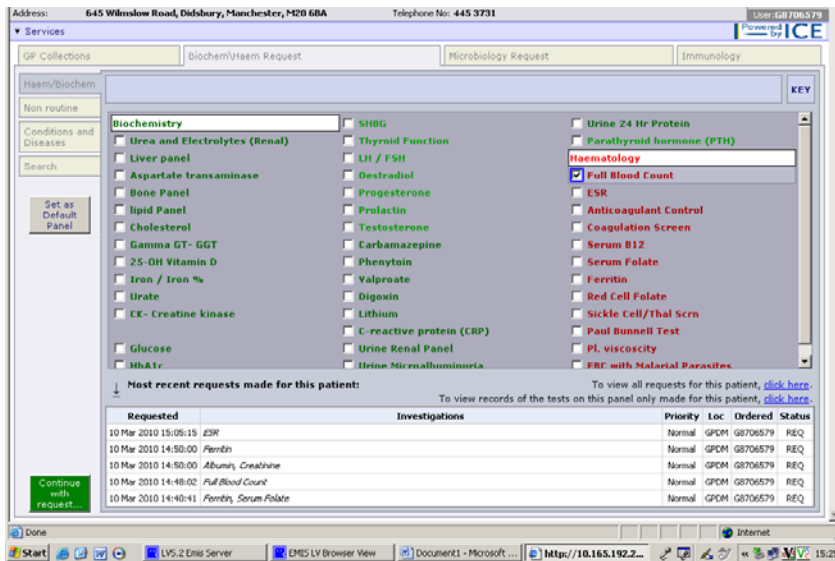 Address: 645 Wilmslow Road, Didsbury, Manchester, M20 6BA Telephone No: 445 3731 User:G8706579
▼ Services Powered by ICE
GP Collections Biochem\Haem Request Microbiology Request Immunology
Haem/Biochem
Non routine
Conditions and
Diseases
Search
Set as
Default
Panel
KEY
Biochemistry
Urea and Electrolytes (Renal)
Liver panel
Aspartate transaminase
Bone Panel
lipid Panel
Cholesterol
Gamma GT- GGT
25-OH Vitamin D
Iron / Iron %
Urate
CK- Creatine kinase
Glucose
HbA1c
SHBG
Thyroid Function
LH / FSH
Oestradiol
Progesterone
Prolactin
Testosterone
Carbamazepine
Phenytoin
Valproate
Digoxin
Lithium
C-reactive protein (CRP)
Urine Renal Panel
Urine Microalbuminuria
Urine 24 Hr Protein
Parathyroid hormone (PTH)
Haematology
Full Blood Count
ESR
Anticoagulant Control
Coagulation Screen
Serum B12
Serum Folate
Ferritin
Red Cell Folate
Sickle Cell/Thal Scrn
Paul Bunnell Test
Pl. viscoscity
FBC with Malarial Parasites
↓ Most recent requests made for this patient: To view all requests for this patient, click here.
To view records of the tests on this panel only made for this patient, click here.
Requested Investigations Priority Loc Ordered Status
10 Mar 2010 15:05:15 ESR Normal GPDM G8706579 REQ
10 Mar 2010 14:50:00 Ferritin Normal GPDM G8706579 REQ
10 Mar 2010 14:50:00 Albumin, Creatinine Normal GPDM G8706579 REQ
10 Mar 2010 14:48:02 Full Blood Count Normal GPDM G8706579 REQ
10 Mar 2010 14:40:41 Ferritin, Serum Folate Normal GPDM G8706579 REQ
Continue
with
request...
Done Internet
Start LV5.2 Emis Server EMIS LV Browser View Document1 - Microsoft ... http://10.165.192.2... 15:25